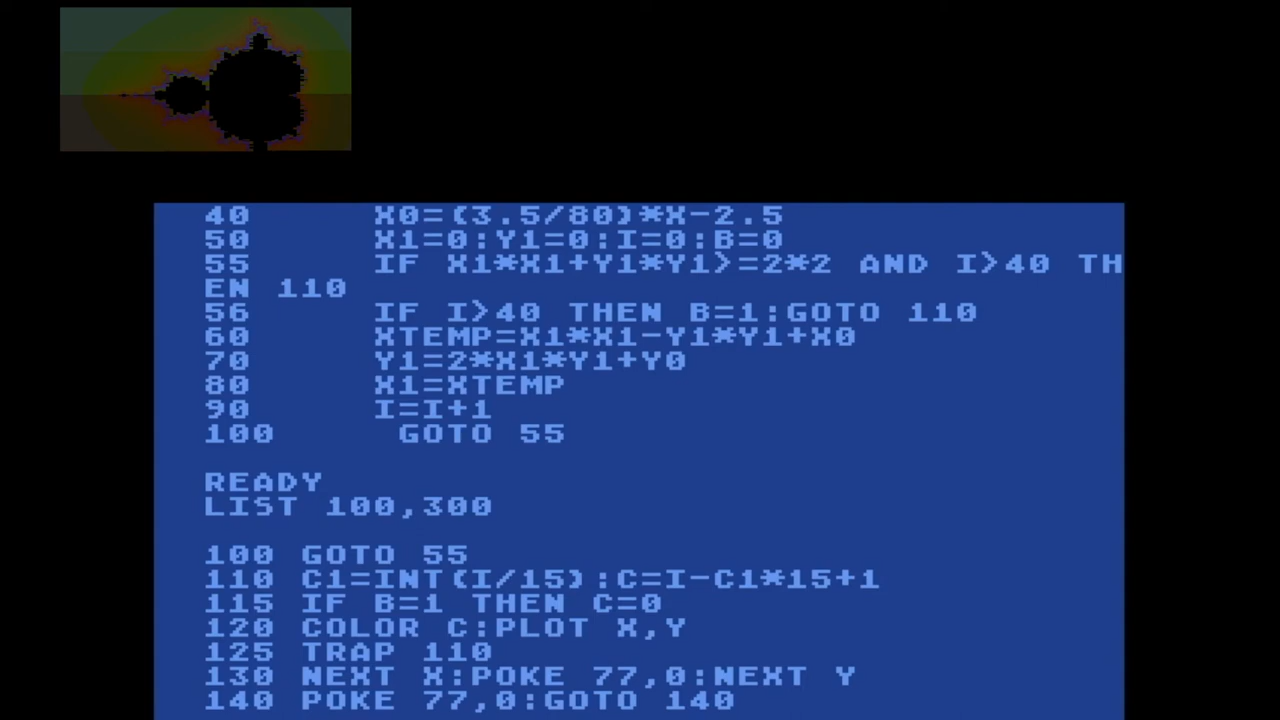 40 X0=(3.5/80)*X-2.5
50 X1=0:Y1=0:I=0:B=0
55 IF X1*X1+Y1*Y1>=2*2 AND I>40 TH
EN 110
56 IF I>40 THEN B=1:GOTO 110
60 XTEMP=X1*X1-Y1*Y1+X0
70 Y1=2*X1*Y1+Y0
80 X1=XTEMP
90 I=I+1
100 GOTO 55
READY
LIST 100,300
100 GOTO 55
110 C1=INT(I/15):C=I-C1*15+1
115 IF B=1 THEN C=0
120 COLOR C:PLOT X,Y
125 TRAP 110
130 NEXT X:POKE 77,0:NEXT Y
140 POKE 77,0:GOTO 140